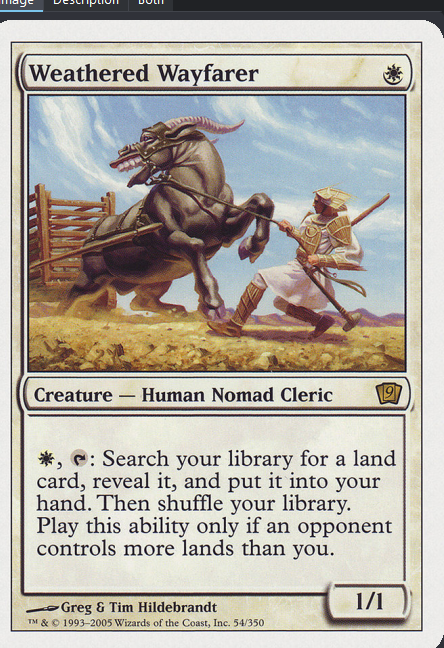 Image Description Both
Weathered Wayfarer
Creature — Human Nomad Cleric
9
, : Search your library for a land
card, reveal it, and put it into your
hand. Then shuffle your library.
Play this ability only if an opponent
controls more lands than you.
1/1
Greg & Tim Hildebrandt
™ & © 1993–2005 Wizards of the Coast, Inc. 54/350